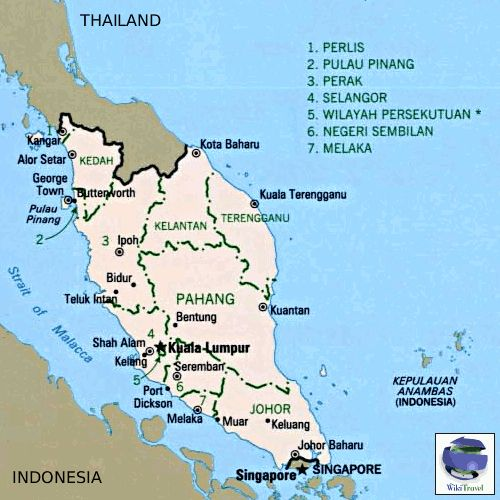 THAILAND
1. PERLIS
2. PULAU PINANG
3. PERAK
4. SELANGOR
5. WILAYAH PERSEKUTUAN *
6. NEGERI SEMBILAN
7. MELAKA
1
Kangar
Kota Baharu
Alor Setar
KEDAH
George
Town
Butterworth
Kuala Terengganu
Pulau
Pinang
TERENGGANU
KELANTAN
2
3
Ipoh
Bidur
Teluk Intan
PAHANG
Kuantan
Bentung
Strait of Malacca
4
Shah Alam
Kuala-Lumpur
Kelang
Seremban
5
6
Port
Dickson
7
Melaka
Muar
JOHOR
Keluang
KEPULAUAN
ANAMBAS
(INDONESIA)
Johor Baharu
Singapore
SINGAPORE
INDONESIA
WikiTravel